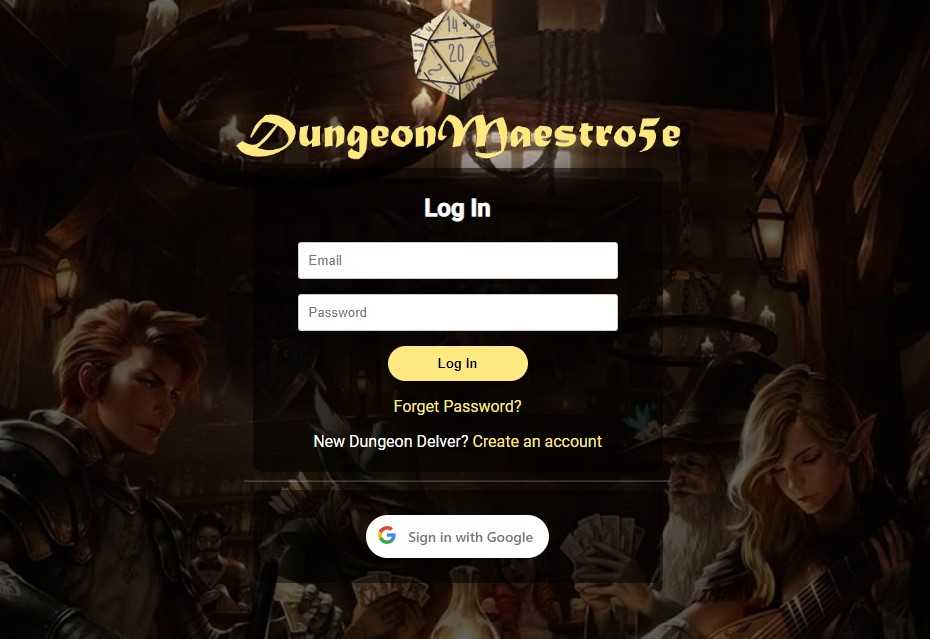 14
20
DungeonMaestro5e
Log In
Email
Password
Log In
Forget Password?
New Dungeon Delver? Create an account
Sign in with Google